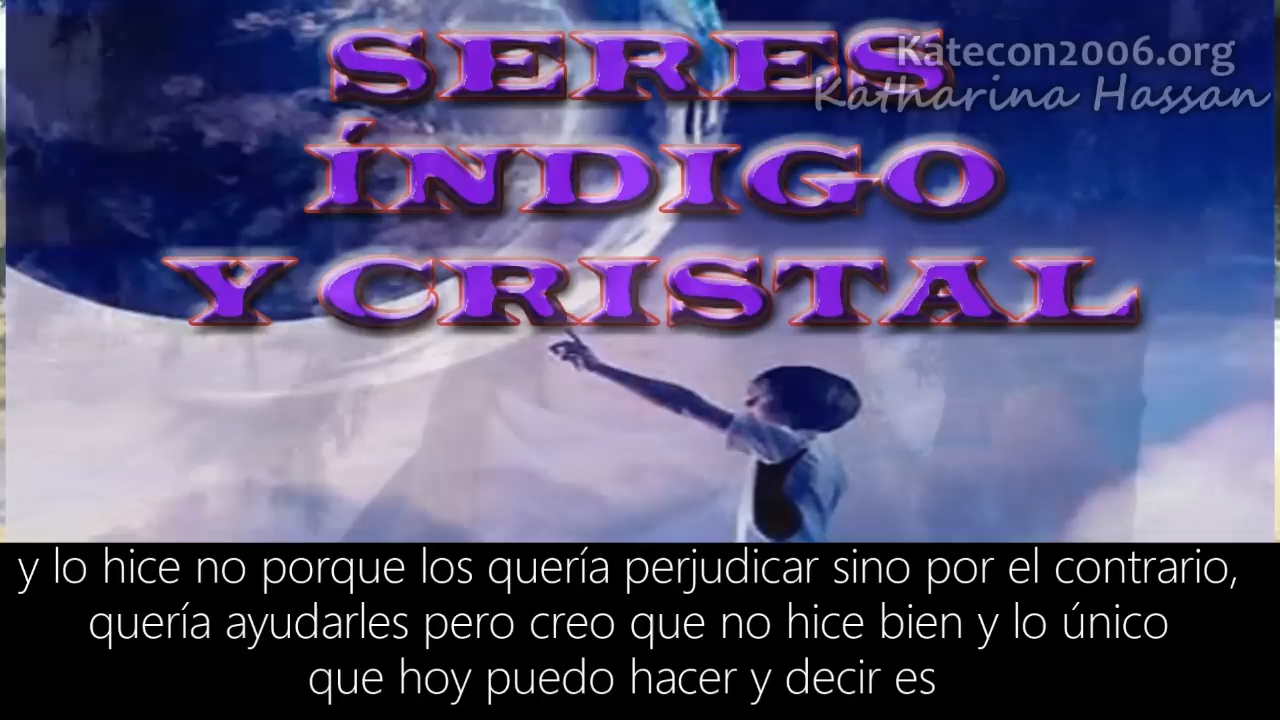 Katecon2006.org
Katharina Hassan
SERES
ÍNDIGO
Y CRISTAL
y lo hice no porque los quería perjudicar sino por el contrario,
quería ayudarles pero creo que no hice bien y lo único
que hoy puedo hacer y decir es